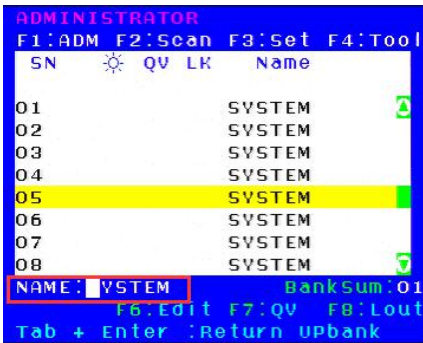 ADMINISTRATOR
F1:ADM F2:Scan F3:Set F4:Tool
SN QV LK Name
01 SYSTEM
02 SYSTEM
03 SYSTEM
04 SYSTEM
05 SYSTEM
06 SYSTEM
07 SYSTEM
08 SYSTEM
NAME: YSTEM BankSum:01
F6:Edit F7:QV F8:Lout
Tab + Enter :Return UPbank